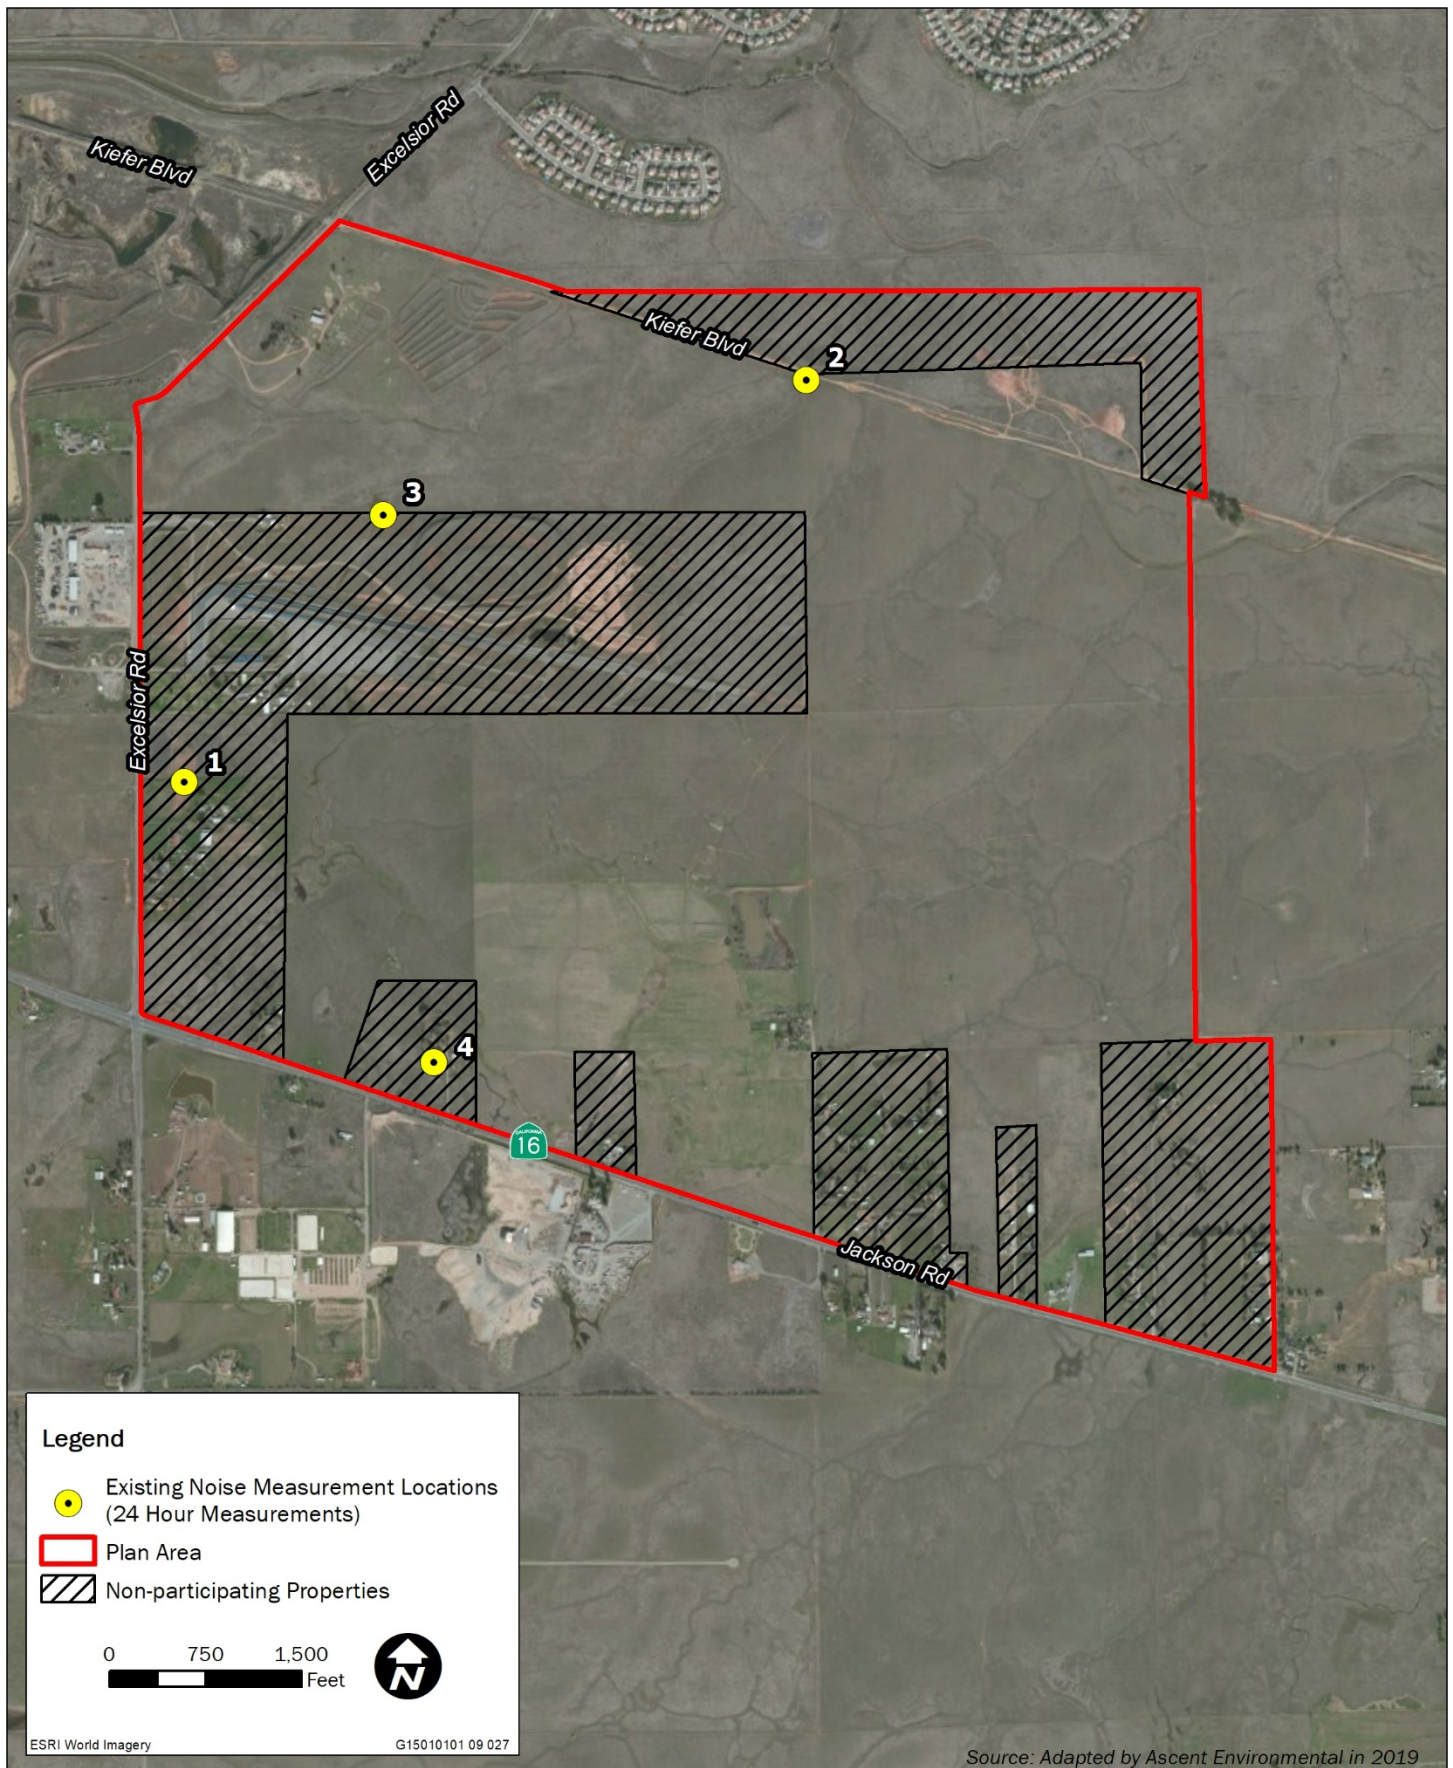 Kiefer Blvd
Excelsior Rd
Kiefer Blvd
2
3
Excelsior Rd
1
4
CALIFORNIA
16
Jackson Rd
Legend
Existing Noise Measurement Locations
(24 Hour Measurements)
Plan Area
Non-participating Properties
0 750 1,500
Feet
N
ESRI World Imagery
G15010101 09 027
Source: Adapted by Ascent Environmental in 2019